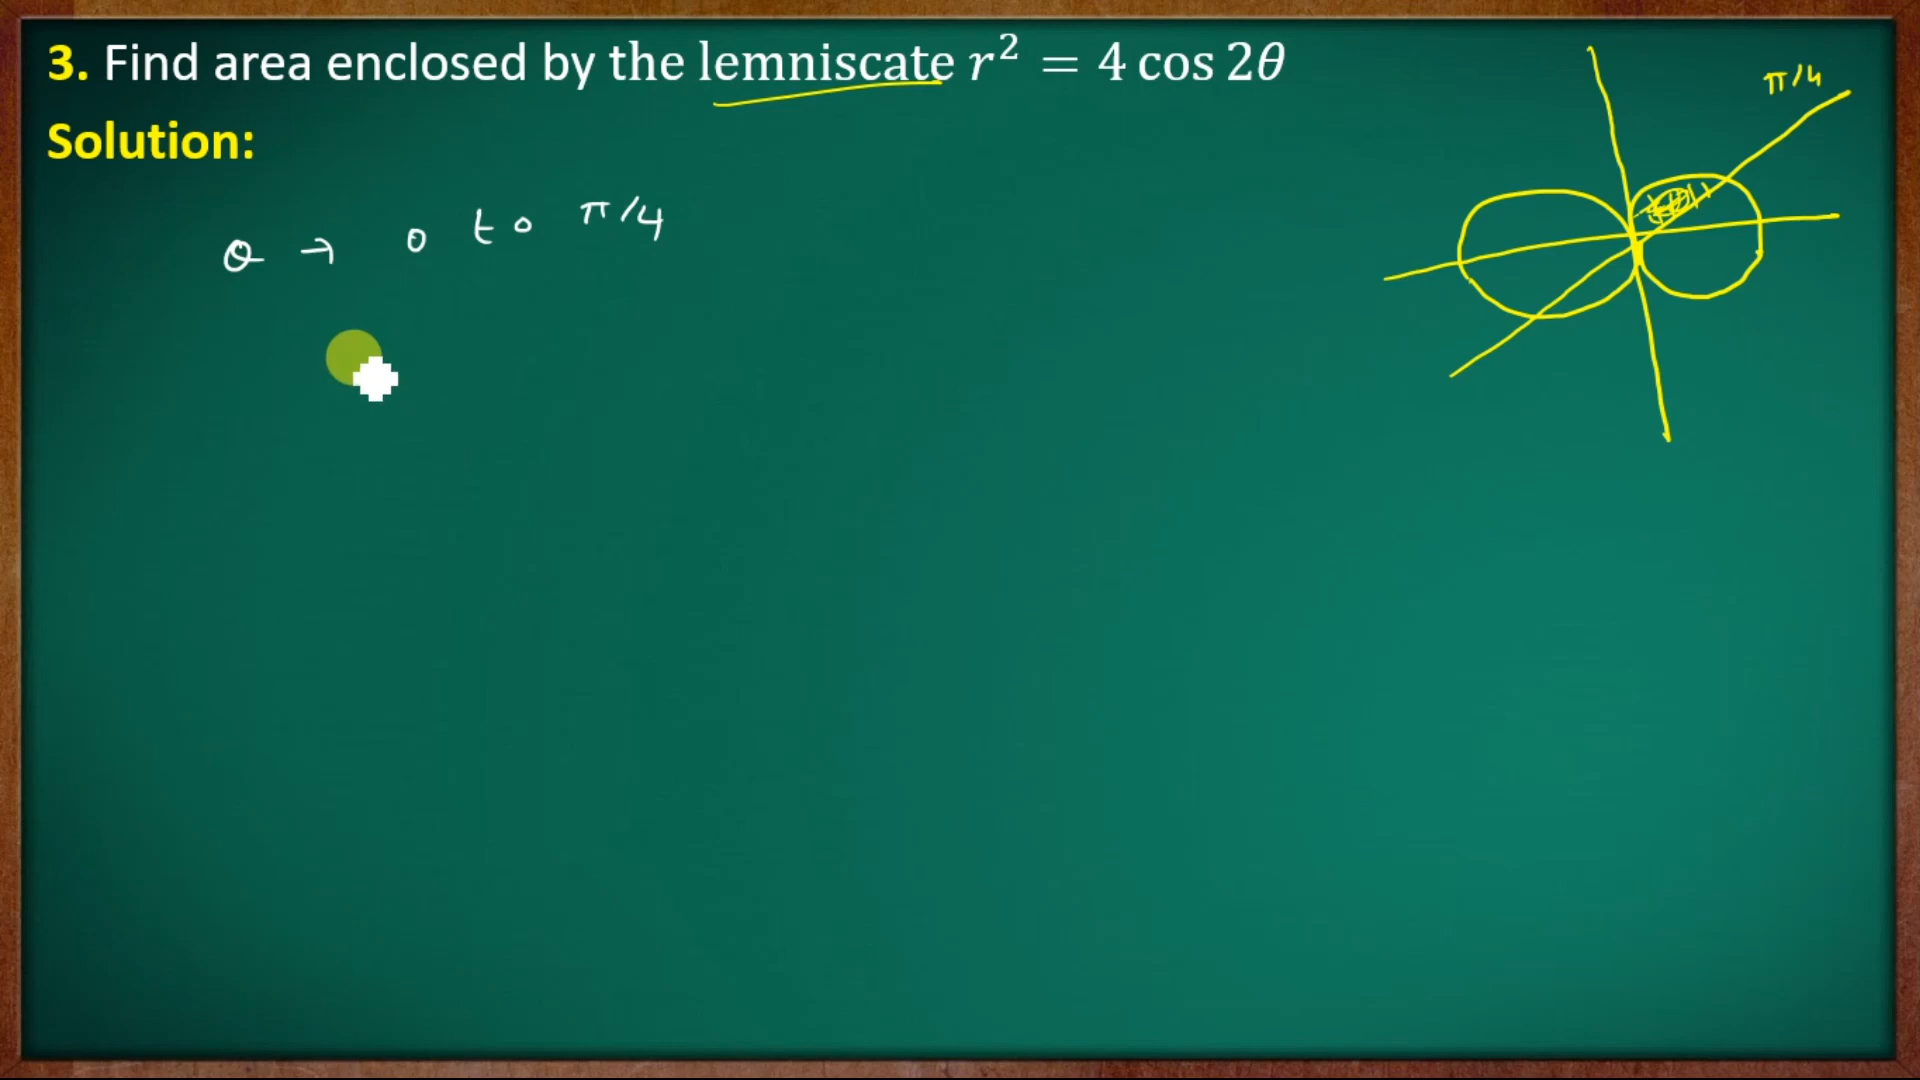 3. Find area enclosed by the lemniscate r² = 4 cos 2θ
π/4
Solution:
θ → 0 to π/4